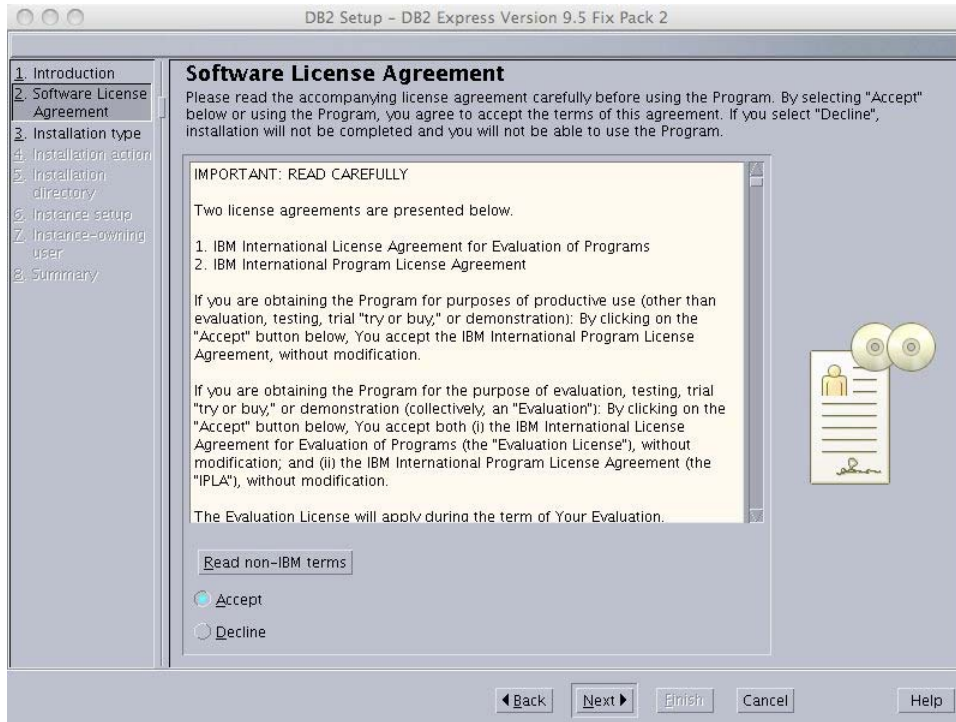 DB2 Setup - DB2 Express Version 9.5 Fix Pack 2
1. Introduction
2. Software License
Agreement
3. Installation type
4. Installation action
5. Installation
directory
6. Instance setup
7. Instance-owning
user
8. Summary
Software License Agreement
Please read the accompanying license agreement carefully before using the Program. By selecting "Accept"
below or using the Program, you agree to accept the terms of this agreement. If you select "Decline",
installation will not be completed and you will not be able to use the Program.
IMPORTANT: READ CAREFULLY
Two license agreements are presented below.
1. IBM International License Agreement for Evaluation of Programs
2. IBM International Program License Agreement
If you are obtaining the Program for purposes of productive use (other than
evaluation, testing, trial "try or buy," or demonstration): By clicking on the
"Accept" button below, You accept the IBM International Program License
Agreement, without modification.
If you are obtaining the Program for the purpose of evaluation, testing, trial
"try or buy," or demonstration (collectively, an "Evaluation"): By clicking on the
"Accept" button below, You accept both (i) the IBM International License
Agreement for Evaluation of Programs (the "Evaluation License"), without
modification; and (ii) the IBM International Program License Agreement (the
"IPLA"), without modification.
The Evaluation License will apply during the term of Your Evaluation.
Read non-IBM terms
Accept
Decline
Back
Next
Finish
Cancel
Help